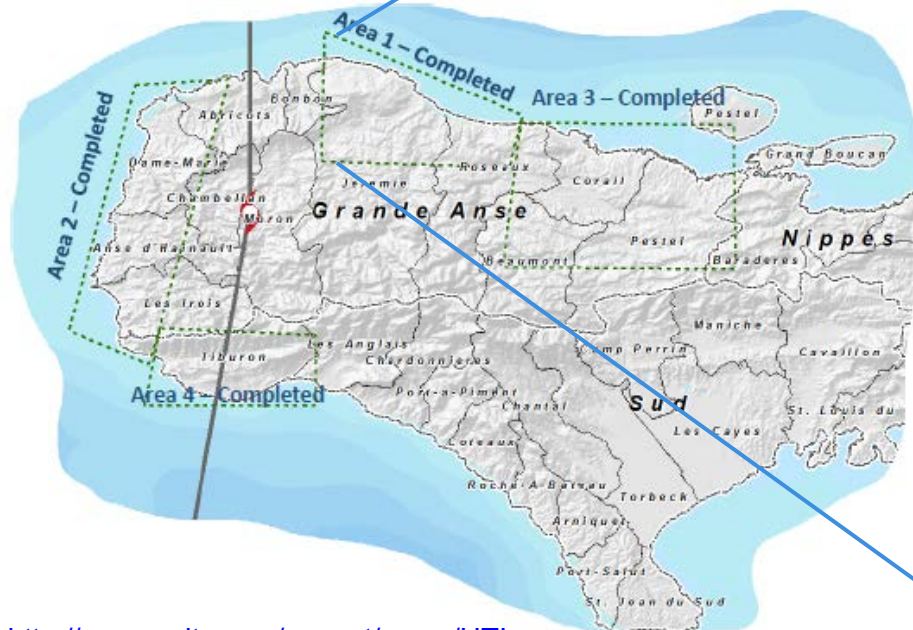 Area 1 – Completed
Area 3 – Completed
Pestel
Bonbon
Abricots
Area 2 – Completed
Dame-Marie
Roseaux
Grand Boucan
Jeremie
Corail
Chambellan
Moron
Grande Anse
Anse d'Hainault
Pestel
Nippes
Beaumont
Baraderes
Les Irois
Maniche
Les Anglais
Camp Perrin
Cavaillon
Tiburon
Chardonnieres
Area 4 – Completed
Port-a-Piment
Chantal
Sud
St. Louis du
Les Cayes
Coteaux
Roche-A-Bateau
Torbeck
Arniquet
Port-Salut
St. Jean du Sud